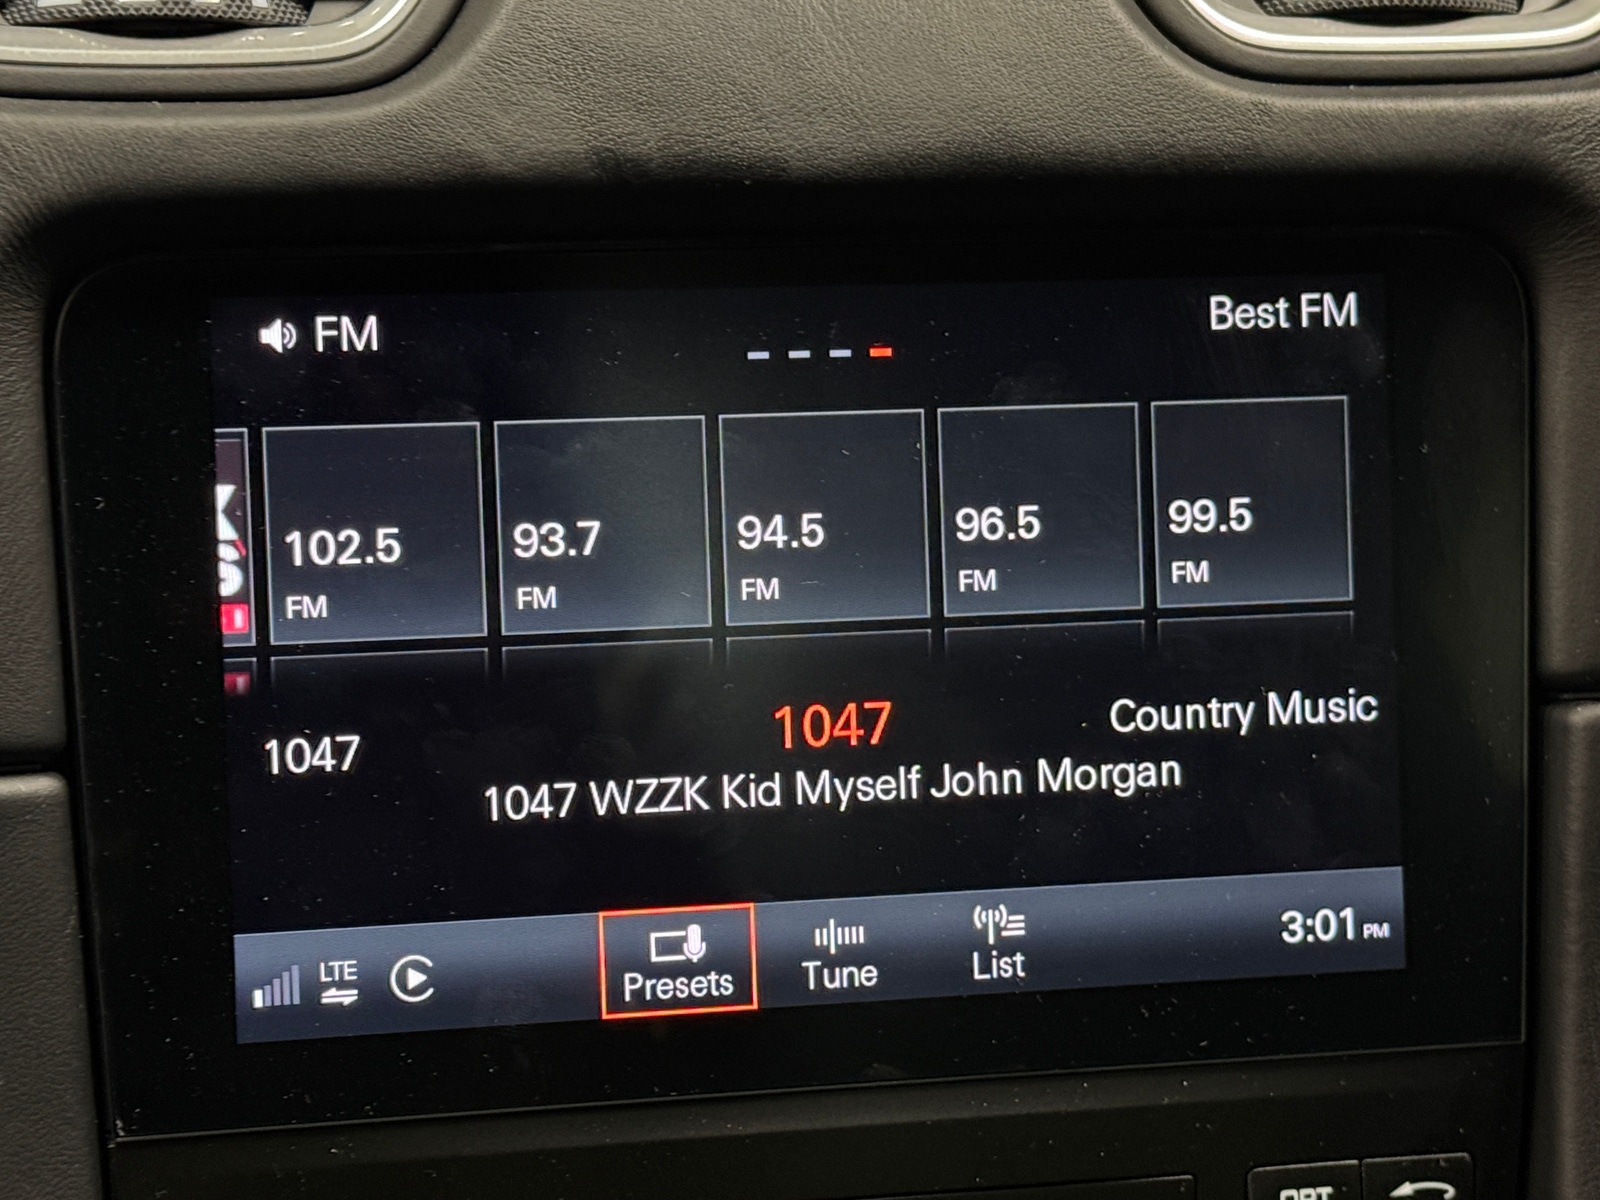 FM
Best FM
102.5
FM
93.7
FM
94.5
FM
96.5
FM
99.5
FM
1047
1047
Country Music
1047 WZZK Kid Myself John Morgan
LTE
Presets
Tune
List
3:01 PM
OPT